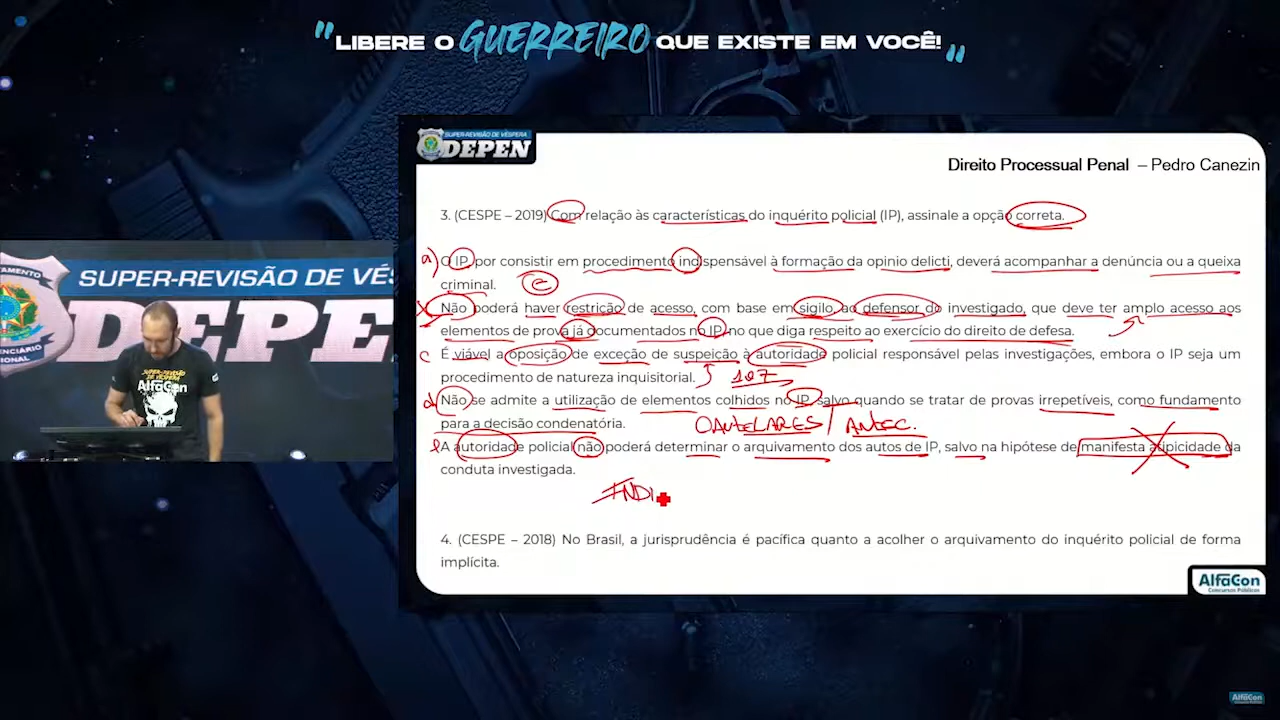 "LIBERE O GUERREIRO QUE EXISTE EM VOCÊ!"
SUPER-REVISÃO DE VÉSPERA
DEPEN
Direito Processual Penal – Pedro Canezin
3. (CESPE – 2019) Com relação às características do inquérito policial (IP), assinale a opção correta.
a) O IP, por consistir em procedimento indispensável à formação da opinio delicti, deverá acompanhar a denúncia ou a queixa
criminal.
Não poderá haver restrição de acesso, com base em sigilo, ao defensor do investigado, que deve ter amplo acesso aos
elementos de prova já documentados no IP no que diga respeito ao exercício do direito de defesa.
c É viável a oposição de exceção de suspeição à autoridade policial responsável pelas investigações, embora o IP seja um
procedimento de natureza inquisitorial. 107
d Não se admite a utilização de elementos colhidos no IP, salvo quando se tratar de provas irrepetíveis, como fundamento
para a decisão condenatória. CAUTELARES / ANTEC.
A autoridade policial não poderá determinar o arquivamento dos autos de IP, salvo na hipótese de manifesta atipicidade da
conduta investigada.
INDI
4. (CESPE – 2018) No Brasil, a jurisprudência é pacífica quanto a acolher o arquivamento do inquérito policial de forma
implícita.
AlfaCon
Concursos Públicos
TAMENTO
ENCIÁRIO
SUPER-REVISÃO DE VÉS
DEPE
AlfaCon
AlfaCon